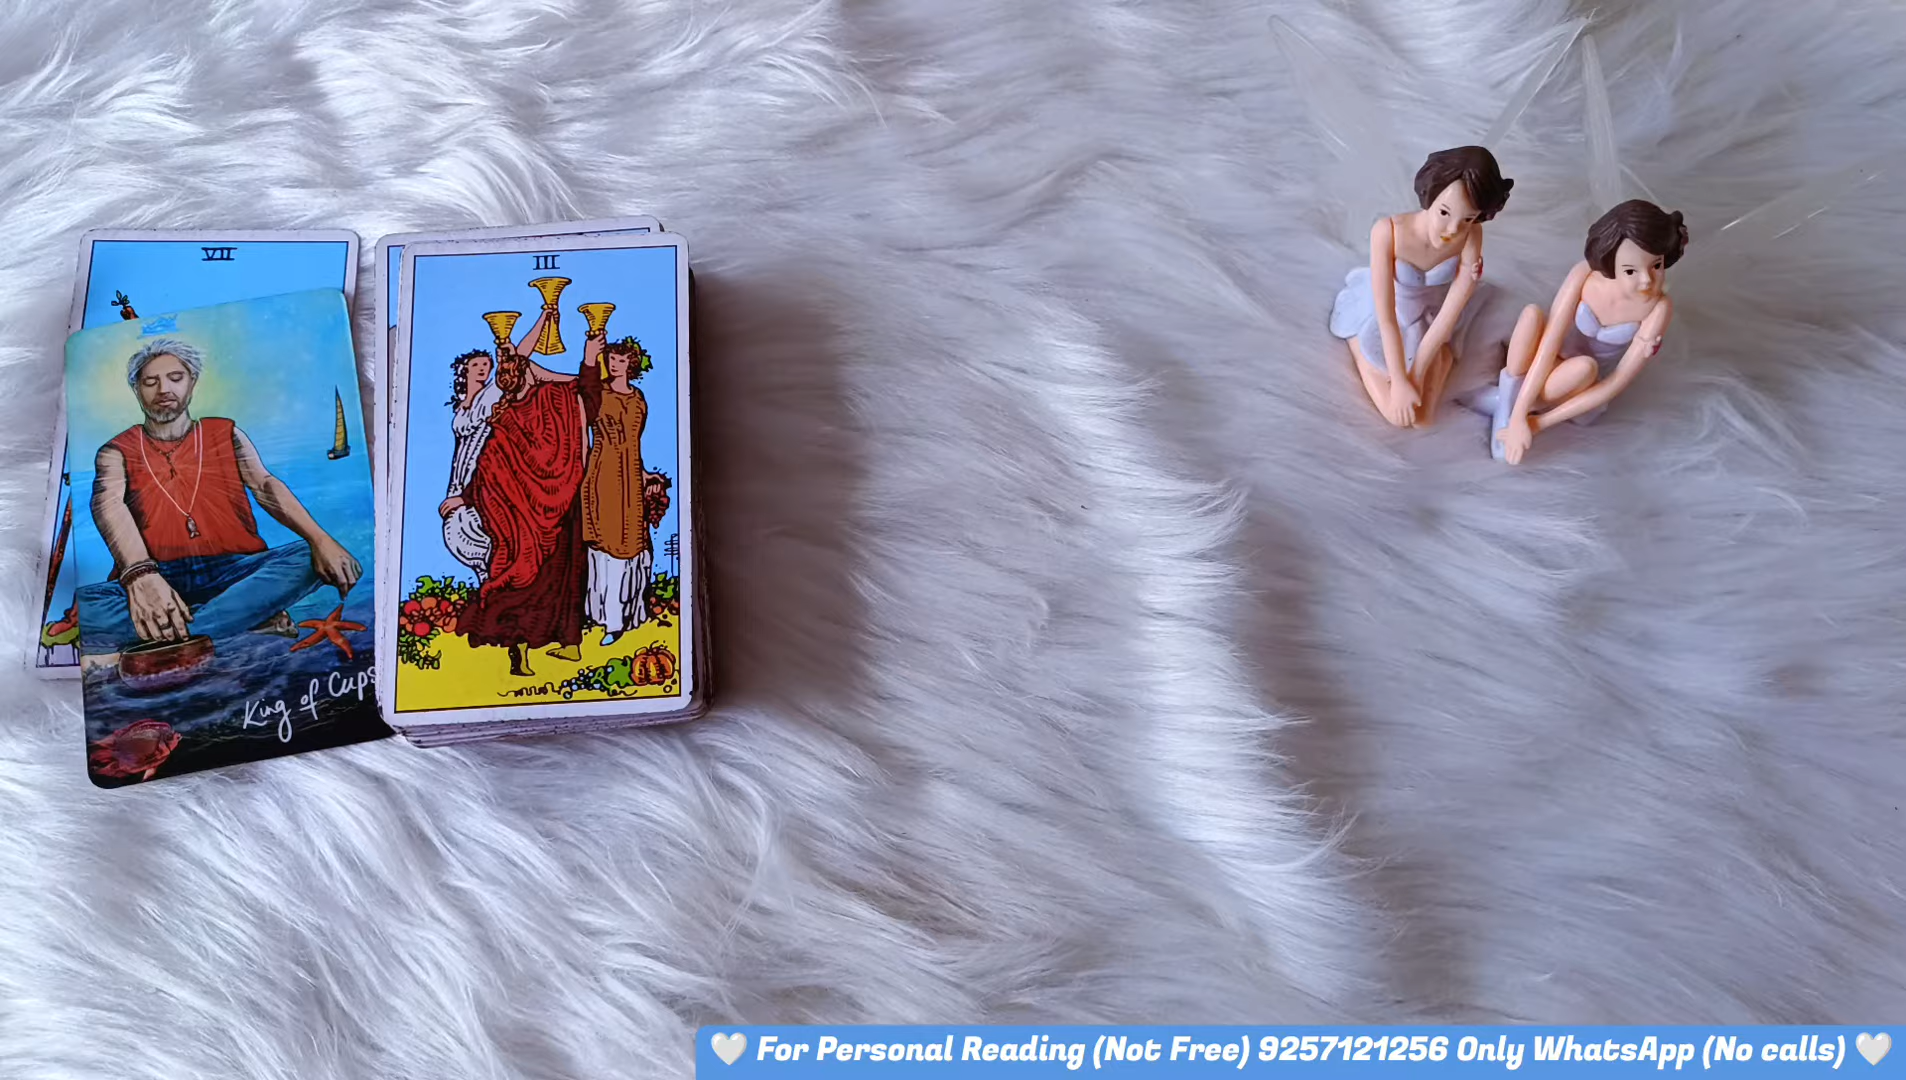 VII
III
King of Cups
🤍 For Personal Reading (Not Free) 9257121256 Only WhatsApp (No calls) 🤍